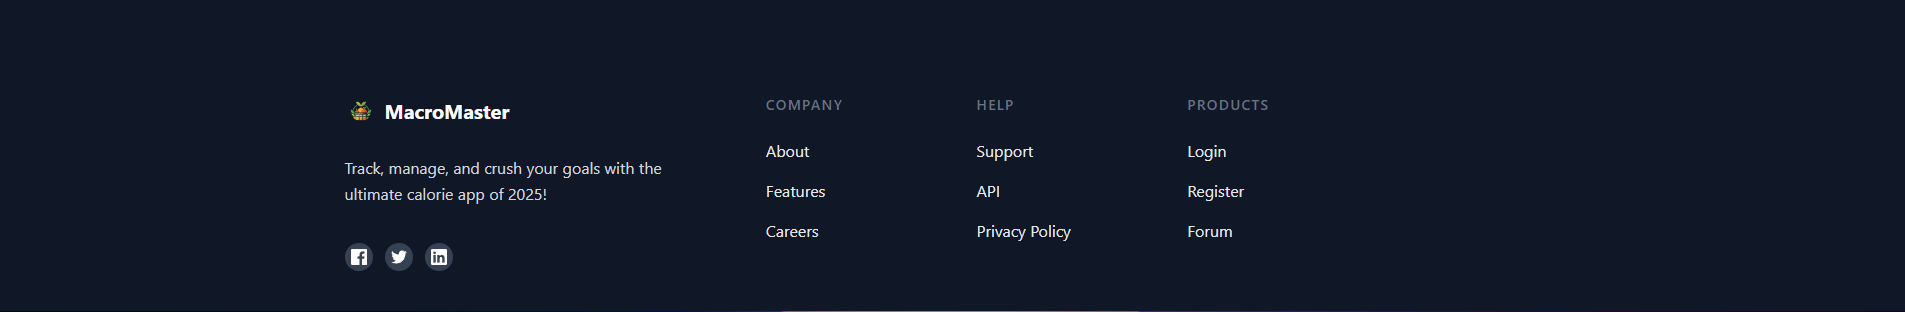 MacroMaster
Track, manage, and crush your goals with the
ultimate calorie app of 2025!
COMPANY
About
Features
Careers
HELP
Support
API
Privacy Policy
PRODUCTS
Login
Register
Forum